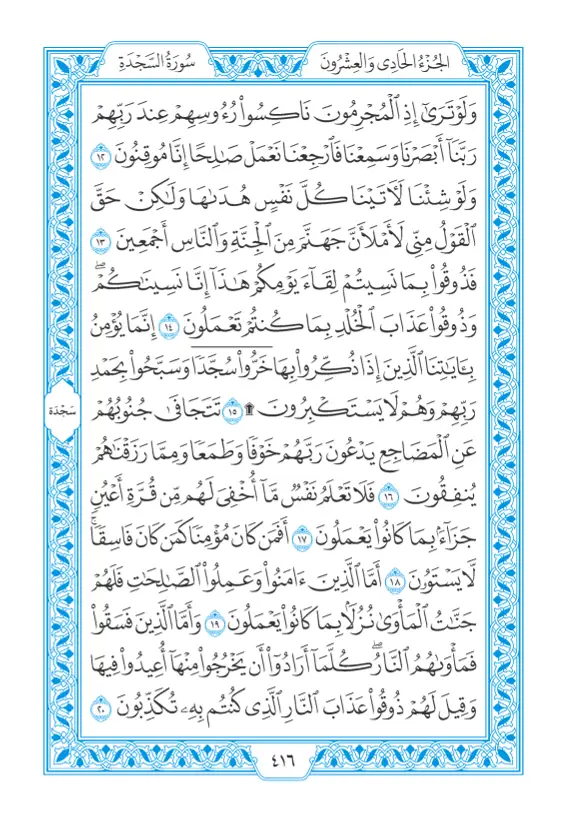 الجُزْءُ الحَادِى وَالعِشْرُونَ
سُورَةُ السَّجْدَةِ
وَلَوْ تَرَىٰٓ إِذِ ٱلْمُجْرِمُونَ نَاكِسُوا۟ رُءُوسِهِمْ عِندَ رَبِّهِمْ
رَبَّنَآ أَبْصَرْنَا وَسَمِعْنَا فَٱرْجِعْنَا نَعْمَلْ صَـٰلِحًا إِنَّا مُوقِنُونَ ١٢
وَلَوْ شِئْنَا لَـَٔاتَيْنَا كُلَّ نَفْسٍ هُدَىٰهَا وَلَـٰكِنْ حَقَّ
ٱلْقَوْلُ مِنِّى لَأَمْلَأَنَّ جَهَنَّمَ مِنَ ٱلْجِنَّةِ وَٱلنَّاسِ أَجْمَعِينَ ١٣
فَذُوقُوا۟ بِمَا نَسِيتُمْ لِقَآءَ يَوْمِكُمْ هَـٰذَآ إِنَّا نَسِينَـٰكُمْ ۖ
وَذُوقُوا۟ عَذَابَ ٱلْخُلْدِ بِمَا كُنتُمْ تَعْمَلُونَ ١٤ إِنَّمَا يُؤْمِنُ
بِـَٔايَـٰتِنَا ٱلَّذِينَ إِذَا ذُكِّرُوا۟ بِهَا خَرُّوا۟ سُجَّدًا وَسَبَّحُوا۟ بِحَمْدِ
رَبِّهِمْ وَهُمْ لَا يَسْتَكْبِرُونَ ۩ ١٥ تَتَجَافَىٰ جُنُوبُهُمْ
سَجْدَة
عَنِ ٱلْمَضَاجِعِ يَدْعُونَ رَبَّهُمْ خَوْفًا وَطَمَعًا وَمِمَّا رَزَقْنَـٰهُمْ
يُنفِقُونَ ١٦ فَلَا تَعْلَمُ نَفْسٌ مَّآ أُخْفِىَ لَهُم مِّن قُرَّةِ أَعْيُنٍ
جَزَآءًۢ بِمَا كَانُوا۟ يَعْمَلُونَ ١٧ أَفَمَن كَانَ مُؤْمِنًا كَمَن كَانَ فَاسِقًا ۚ
لَّا يَسْتَوُۥنَ ١٨ أَمَّا ٱلَّذِينَ ءَامَنُوا۟ وَعَمِلُوا۟ ٱلصَّـٰلِحَـٰتِ فَلَهُمْ
جَنَّـٰتُ ٱلْمَأْوَىٰ نُزُلًۢا بِمَا كَانُوا۟ يَعْمَلُونَ ١٩ وَأَمَّا ٱلَّذِينَ فَسَقُوا۟
فَمَأْوَىٰهُمُ ٱلنَّارُ ۖ كُلَّمَآ أَرَادُوٓا۟ أَن يَخْرُجُوا۟ مِنْهَآ أُعِيدُوا۟ فِيهَا
وَقِيلَ لَهُمْ ذُوقُوا۟ عَذَابَ ٱلنَّارِ ٱلَّذِى كُنتُم بِهِۦ تُكَذِّبُونَ ٢٠
٤١٦